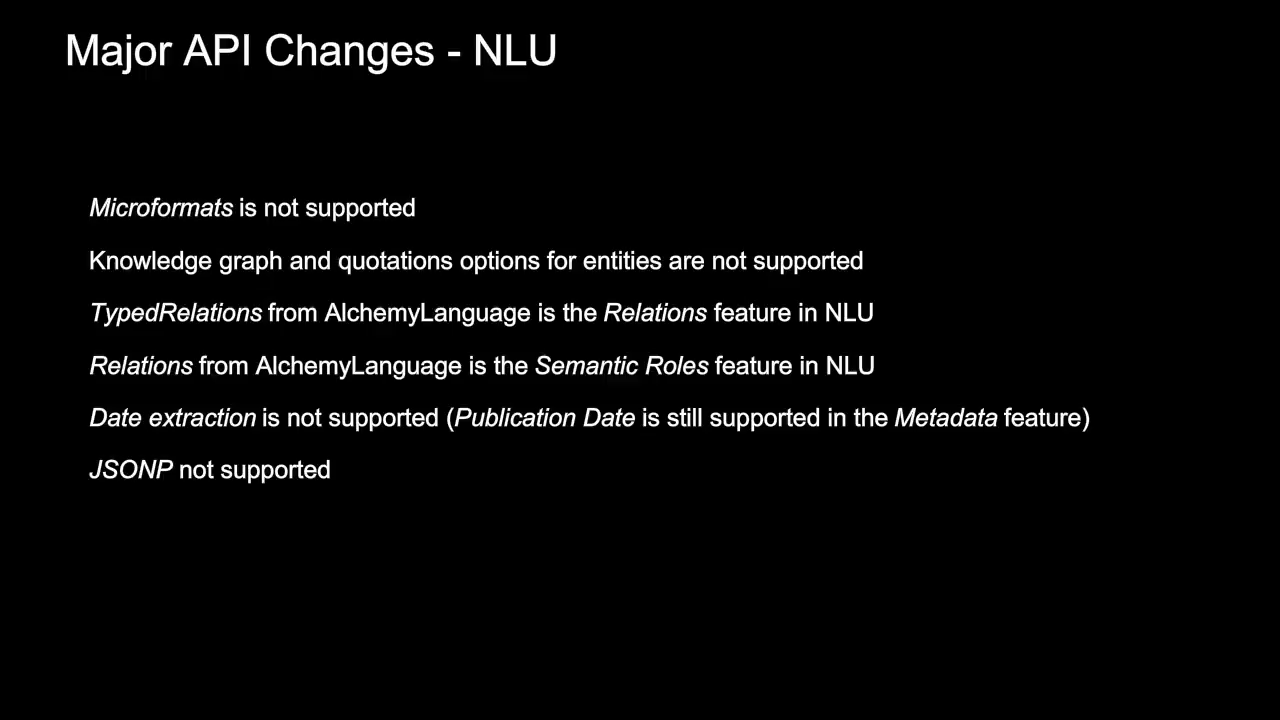 Major API Changes - NLU
Microformats is not supported
Knowledge graph and quotations options for entities are not supported
TypedRelations from AlchemyLanguage is the Relations feature in NLU
Relations from AlchemyLanguage is the Semantic Roles feature in NLU
Date extraction is not supported (Publication Date is still supported in the Metadata feature)
JSONP not supported